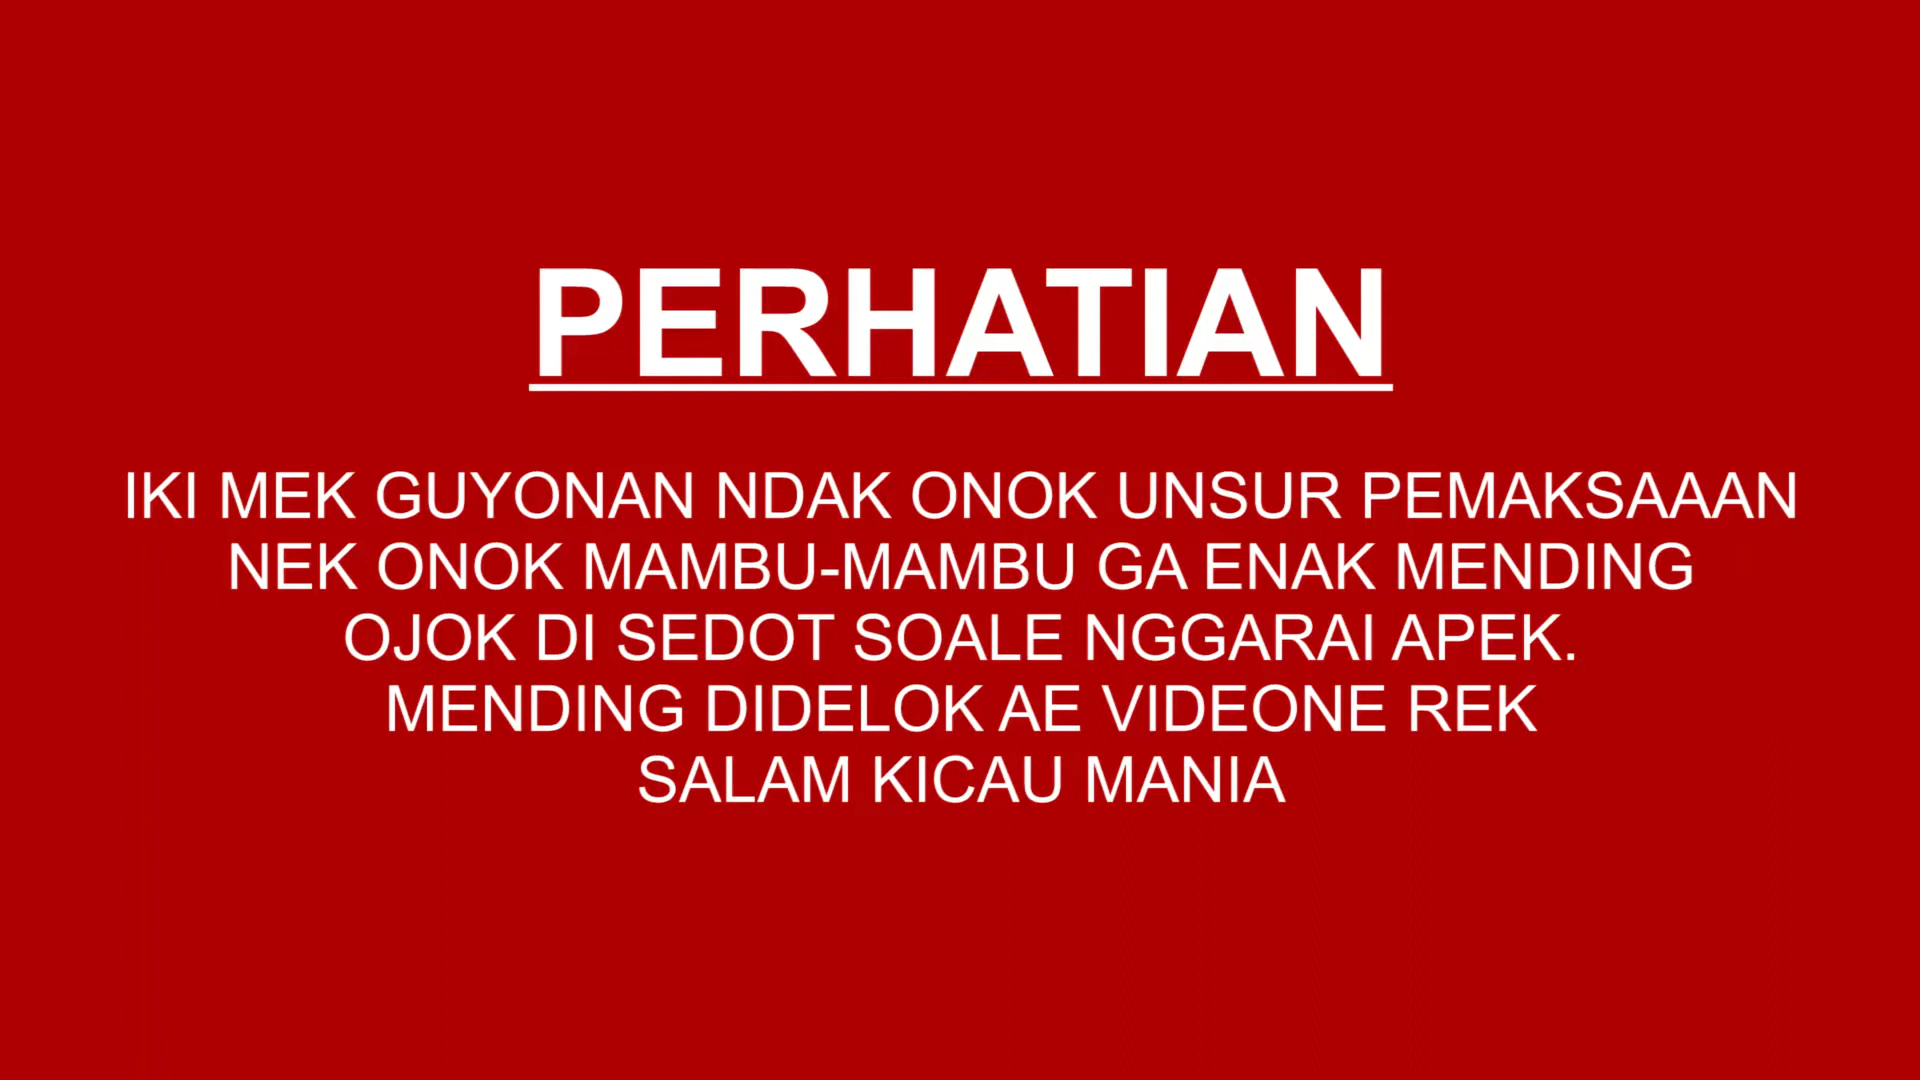 PERHATIAN
IKI MEK GUYONAN NDAK ONOK UNSUR PEMAKSAAAN
NEK ONOK MAMBU-MAMBU GA ENAK MENDING
OJOK DI SEDOT SOALE NGGARAI APEK.
MENDING DIDELOK AE VIDEONE REK
SALAM KICAU MANIA